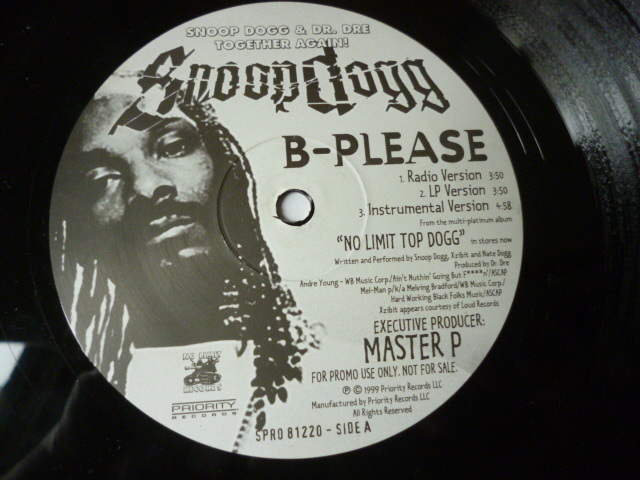 SNOOP DOGG & DR. DRE
TOGETHER AGAIN!
Snoop Dogg
B-PLEASE
1. Radio Version 3:50
2. LP Version 3:50
3. Instrumental Version 4:58
From the multi-platinum album
"NO LIMIT TOP DOGG" in stores now
Written and Performed by Snoop Dogg, Xzibit and Nate Dogg
Produced by Dr. Dre
Andre Young - WB Music Corp./Ain't Nuthin' Going But F****n'/ASCAP
Mel-Man p/k/a Melving Bradford/WB Music Corp./
Hard Working Black Folks Music/ASCAP
Xzibit appears courtesy of Loud Records
EXECUTIVE PRODUCER:
MASTER P
FOR PROMO USE ONLY. NOT FOR SALE.
℗ © 1999 Priority Records LLC
Manufactured by Priority Records LLC
All Rights Reserved
NO LIMIT
RECORDS
PRIORITY
RECORDS
SPRO 81220 - SIDE A